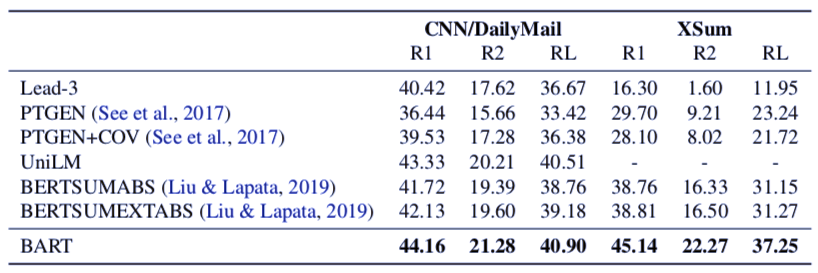 CNN/DailyMail XSum
R1 R2 RL R1 R2 RL
Lead-3 40.42 17.62 36.67 16.30 1.60 11.95
PTGEN (See et al., 2017) 36.44 15.66 33.42 29.70 9.21 23.24
PTGEN+COV (See et al., 2017) 39.53 17.28 36.38 28.10 8.02 21.72
UniLM 43.33 20.21 40.51 - - -
BERTSUMABS (Liu & Lapata, 2019) 41.72 19.39 38.76 38.76 16.33 31.15
BERTSUMEXTABS (Liu & Lapata, 2019) 42.13 19.60 39.18 38.81 16.50 31.27
BART 44.16 21.28 40.90 45.14 22.27 37.25